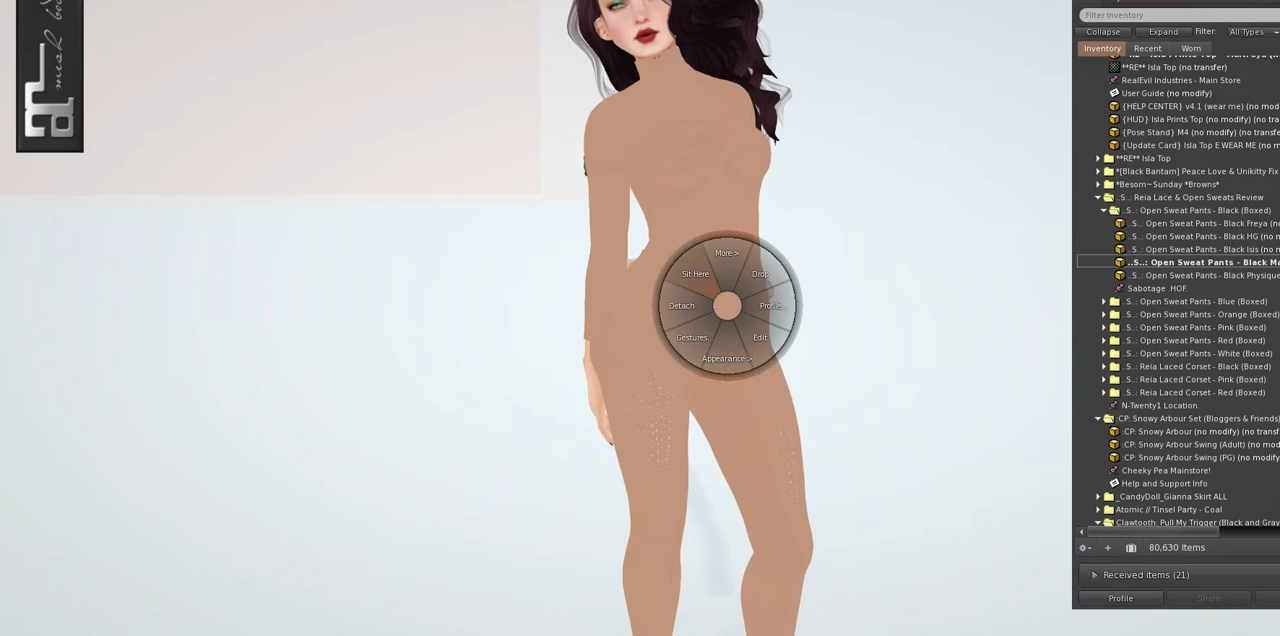 mesh
Filter Inventory
Collapse Expand Filter: All Types
Inventory Recent Worn
**RE** Isla Top (no transfer)
RealEvil Industries - Main Store
User Guide (no modify)
{HELP CENTER} v4.1 (wear me) (no mod
{HUD} Isla Prints Top (no modify) (no tra
{Pose Stand} M4 (no modify) (no transfe
{Update Card} Isla Top E WEAR ME (no m
**RE** Isla Top
*[Black Bantam] Peace Love & Unikitty Fix
*Besom~Sunday *Browns*
..S..: Reia Lace & Open Sweats Review
..S..: Open Sweat Pants - Black (Boxed)
..S..: Open Sweat Pants - Black Freya (no
..S..: Open Sweat Pants - Black HG (no n
..S..: Open Sweat Pants - Black Isis (no n
..S..: Open Sweat Pants - Black Ma
..S..: Open Sweat Pants - Black Physique
Sabotage .HOF.
..S..: Open Sweat Pants - Blue (Boxed)
..S..: Open Sweat Pants - Orange (Boxed)
..S..: Open Sweat Pants - Pink (Boxed)
..S..: Open Sweat Pants - Red (Boxed)
..S..: Open Sweat Pants - White (Boxed)
..S..: Reia Laced Corset - Black (Boxed)
..S..: Reia Laced Corset - Pink (Boxed)
..S..: Reia Laced Corset - Red (Boxed)
N-Twenty1 Location.
:CP: Snowy Arbour Set (Bloggers & Friends)
:CP: Snowy Arbour (no modify) (no transf
:CP: Snowy Arbour Swing (Adult) (no mod
:CP: Snowy Arbour Swing (PG) (no modify
Cheeky Pea Mainstore!
Help and Support Info
_CandyDoll_Gianna Skirt ALL
Atomic // Tinsel Party - Coal
Clawtooth: Pull My Trigger (Black and Gray
80,630 Items
Received items (21)
Profile Share
More >
Sit Here Drop
Detach Profile...
Gestures.. Edit
Appearance >